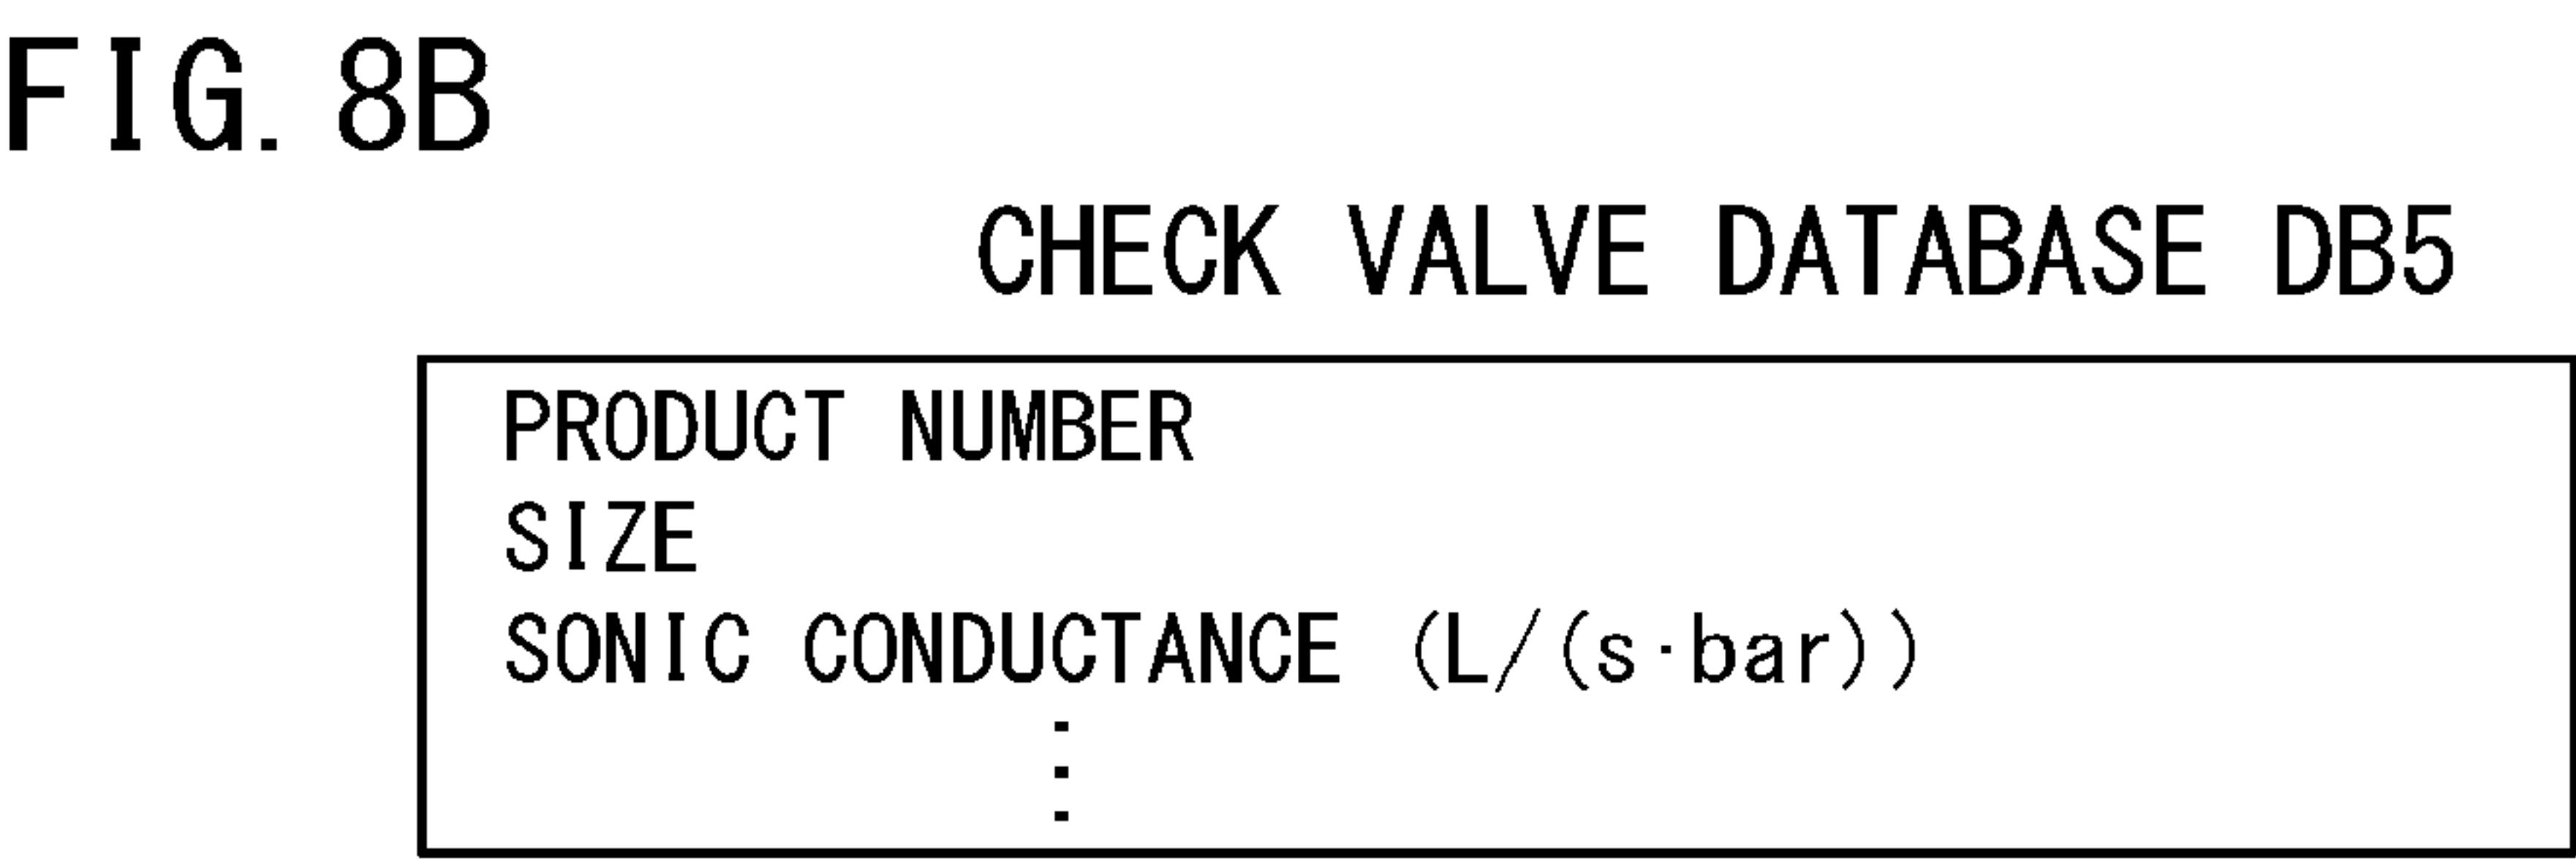 FIG. 8B
CHECK VALVE DATABASE DB5
PRODUCT NUMBER
SIZE
SONIC CONDUCTANCE (L/(s·bar))
⋮